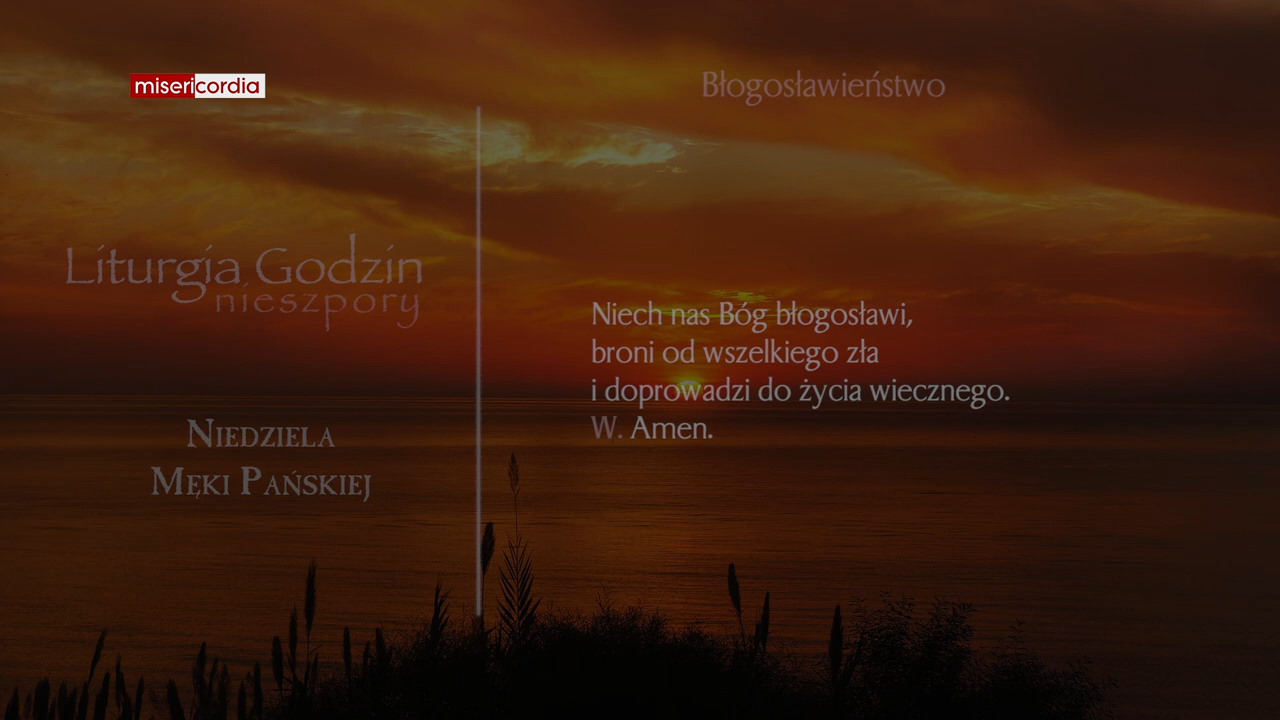 misericordia
Błogosławieństwo
Liturgia Godzin
nieszpory
Niedziela
Męki Pańskiej
Niech nas Bóg błogosławi,
broni od wszelkiego zła
i doprowadzi do życia wiecznego.
W. Amen.